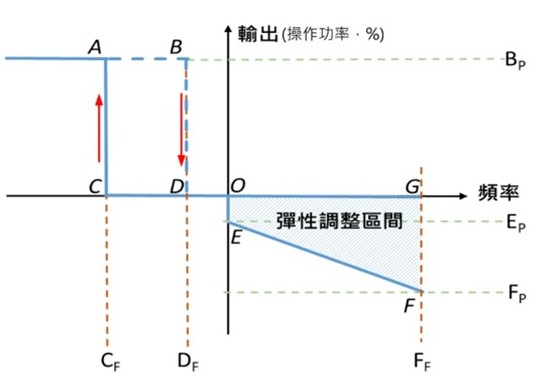 輸出(操作功率,%)
A B
B_P
C D O G 頻率
彈性調整區間 E_P
E
F F_P
C_F D_F F_F